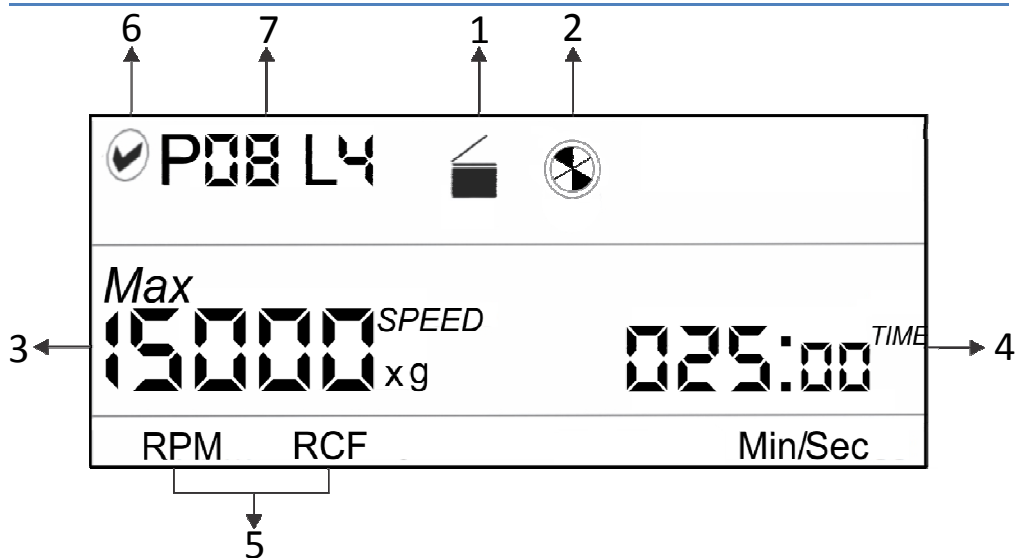 6 7 1 2
P08 L4
Max
15000 SPEED xg
025:00 TIME
3 4
RPM RCF Min/Sec
5